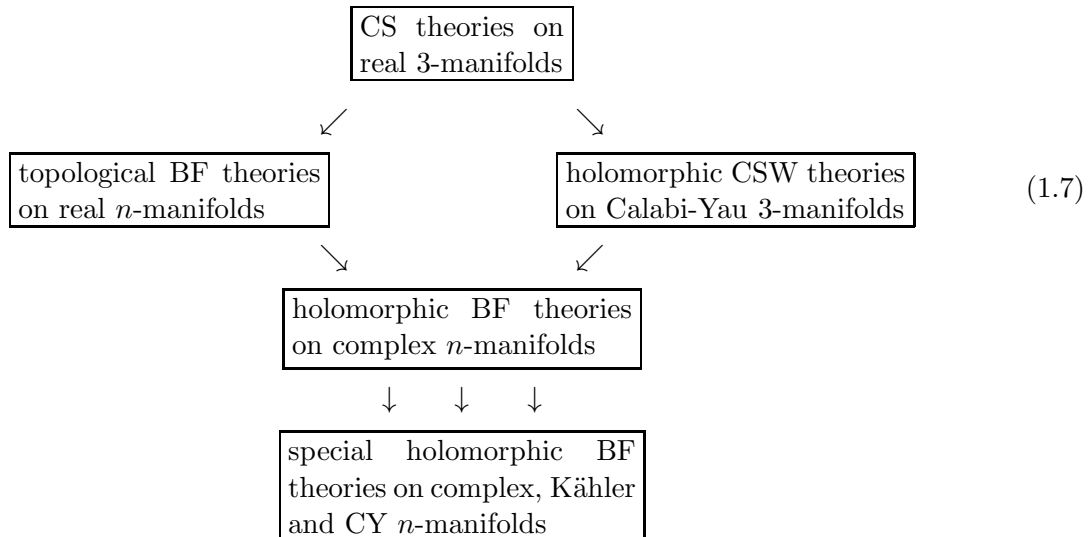 CS theories on
real 3-manifolds
↙ ↘
topological BF theories
on real n-manifolds
holomorphic CSW theories
on Calabi-Yau 3-manifolds
(1.7)
↘ ↙
holomorphic BF theories
on complex n-manifolds
↓ ↓ ↓
special holomorphic BF
theories on complex, Kähler
and CY n-manifolds